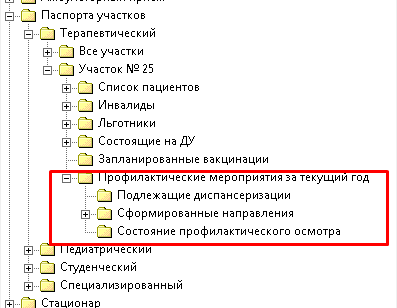 Паспорта участков
Терапевтический
Все участки
Участок № 25
Список пациентов
Инвалиды
Льготники
Состоящие на ДУ
Запланированные вакцинации
Профилактические мероприятия за текущий год
Подлежащие диспансеризации
Сформированные направления
Состояние профилактического осмотра
Педиатрический
Студенческий
Специализированный
Стационар